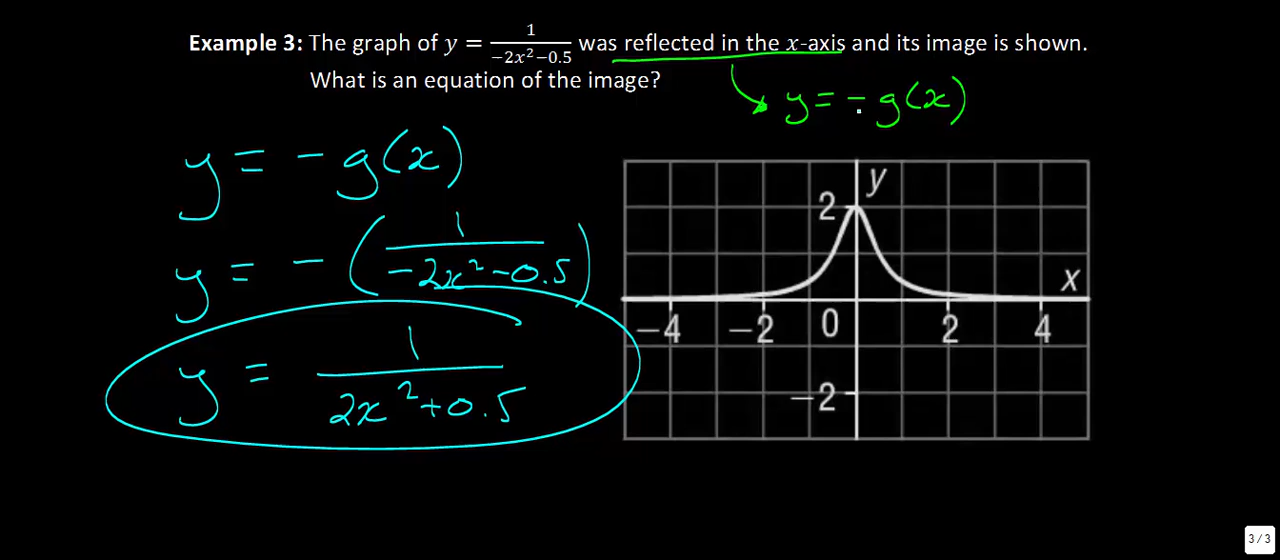 Example 3: The graph of y = 1/(-2x²-0.5) was reflected in the x-axis and its image is shown.
What is an equation of the image?
y = - g(x)
y = - g(x)
y = - (1/(-2x²-0.5))
y = 1/(2x²+0.5)
y
2
x
-4 -2 0 2 4
-2
3 / 3